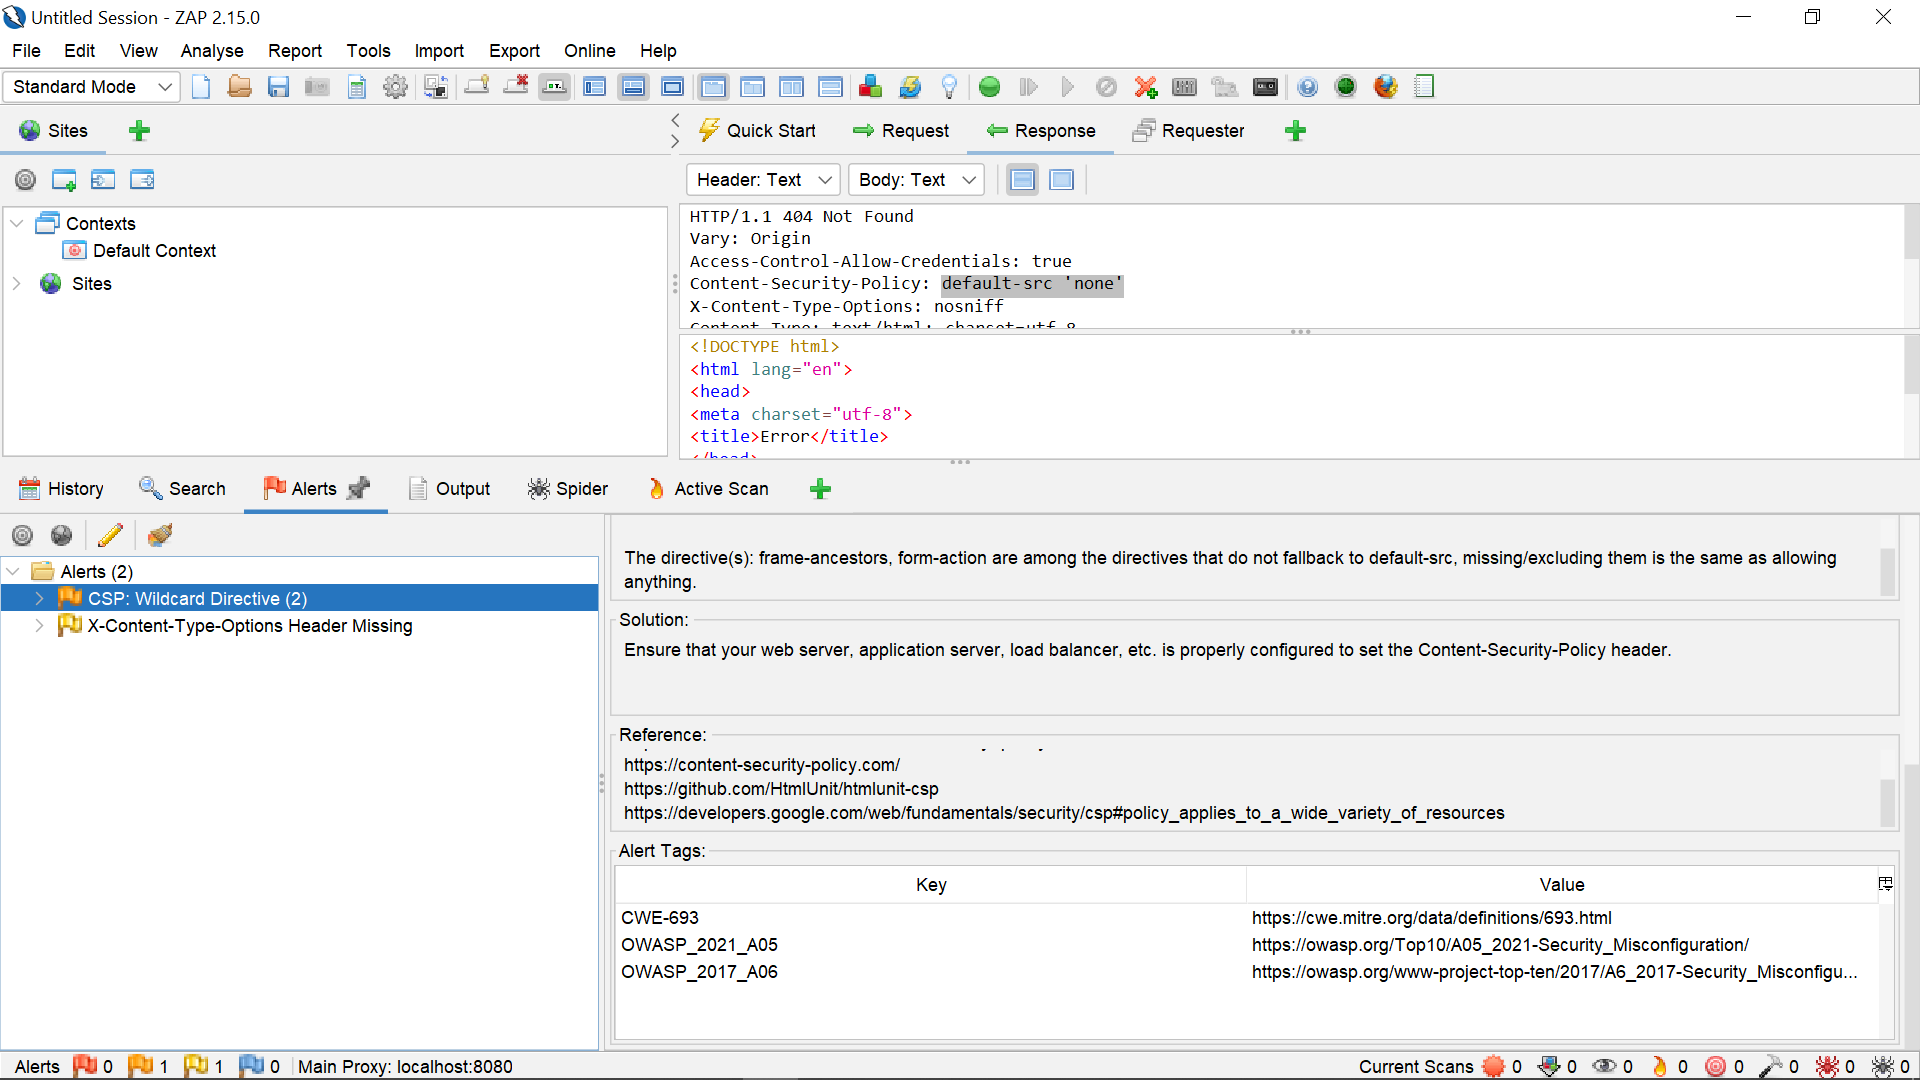 Untitled Session - ZAP 2.15.0
File Edit View Analyse Report Tools Import Export Online Help
Standard Mode
Sites
Quick Start Request Response Requester
Header: Text Body: Text
Contexts
Default Context
Sites
HTTP/1.1 404 Not Found
Vary: Origin
Access-Control-Allow-Credentials: true
Content-Security-Policy: default-src 'none'
X-Content-Type-Options: nosniff
Content-Type: text/html; charset=utf-8
<!DOCTYPE html>
<html lang="en">
<head>
<meta charset="utf-8">
<title>Error</title>
</head>
History Search Alerts Output Spider Active Scan
Alerts (2)
CSP: Wildcard Directive (2)
X-Content-Type-Options Header Missing
The directive(s): frame-ancestors, form-action are among the directives that do not fallback to default-src, missing/excluding them is the same as allowing
anything.
Solution:
Ensure that your web server, application server, load balancer, etc. is properly configured to set the Content-Security-Policy header.
Reference:
https://content-security-policy.com/
https://github.com/HtmlUnit/htmlunit-csp
https://developers.google.com/web/fundamentals/security/csp#policy_applies_to_a_wide_variety_of_resources
Alert Tags:
Key Value
CWE-693 https://cwe.mitre.org/data/definitions/693.html
OWASP_2021_A05 https://owasp.org/Top10/A05_2021-Security_Misconfiguration/
OWASP_2017_A06 https://owasp.org/www-project-top-ten/2017/A6_2017-Security_Misconfigu...
Alerts 0 1 1 0 Main Proxy: localhost:8080 Current Scans 0 0 0 0 0 0 0 0